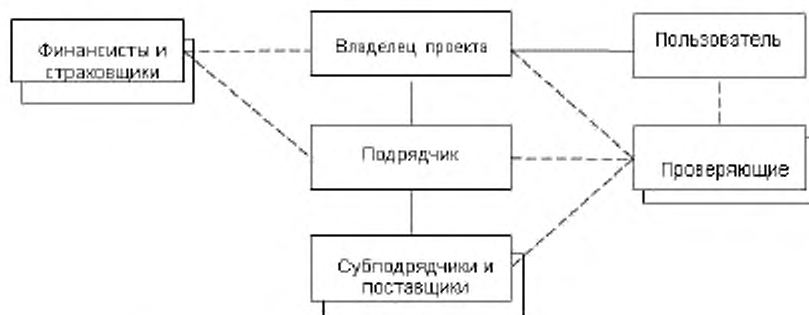 Финансисты и
страховщики
Владелец проекта
Пользователь
Подрядчик
Проверяющие
Субподрядчики и
поставщики